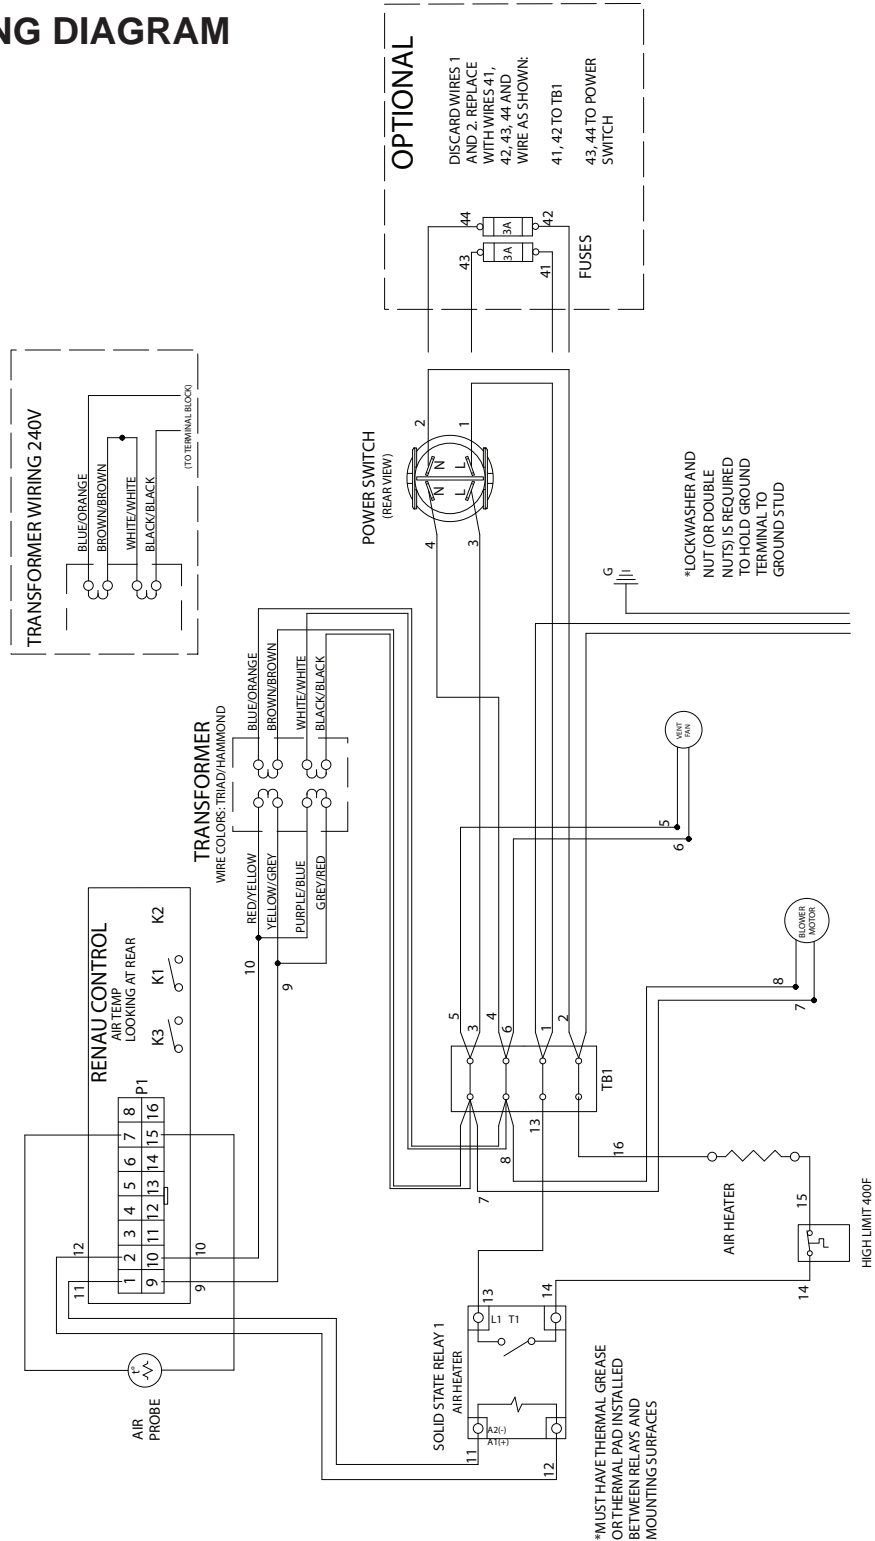 NG DIAGRAM
TRANSFORMER WIRING 240V
BLUE/ORANGE
BROWN/BROWN
WHITE/WHITE
BLACK/BLACK
(TO TERMINAL BLOCK)
OPTIONAL
DISCARD WIRES 1
AND 2. REPLACE
WITH WIRES 41,
42, 43, 44 AND
WIRE AS SHOWN:
41, 42 TO TB1
43, 44 TO POWER
SWITCH
44
43
3A
3A
42
41
FUSES
POWER SWITCH
(REAR VIEW)
2
1
N
N
L
L
4
3
RENAU CONTROL
AIR TEMP
LOOKING AT REAR
K3
K1
K2
P1
1 2 3 4 5 6 7 8
9 10 11 12 13 14 15 16
11
12
9
10
AIR
PROBE
t°
TRANSFORMER
WIRE COLORS: TRIAD/HAMMOND
RED/YELLOW
YELLOW/GREY
PURPLE/BLUE
GREY/RED
BLUE/ORANGE
BROWN/BROWN
WHITE/WHITE
BLACK/BLACK
10
9
5
3
4
6
1
2
TB1
7
8
13
16
5
6
VENT
FAN
8
7
BLOWER
MOTOR
G
*LOCKWASHER AND
NUT (OR DOUBLE
NUTS) IS REQUIRED
TO HOLD GROUND
TERMINAL TO
GROUND STUD
SOLID STATE RELAY 1
AIR HEATER
13
14
L1 T1
A2(-)
A1(+)
11
12
AIR HEATER
15
14
HIGH LIMIT 400F
*MUST HAVE THERMAL GREASE
OR THERMAL PAD INSTALLED
BETWEEN RELAYS AND
MOUNTING SURFACES